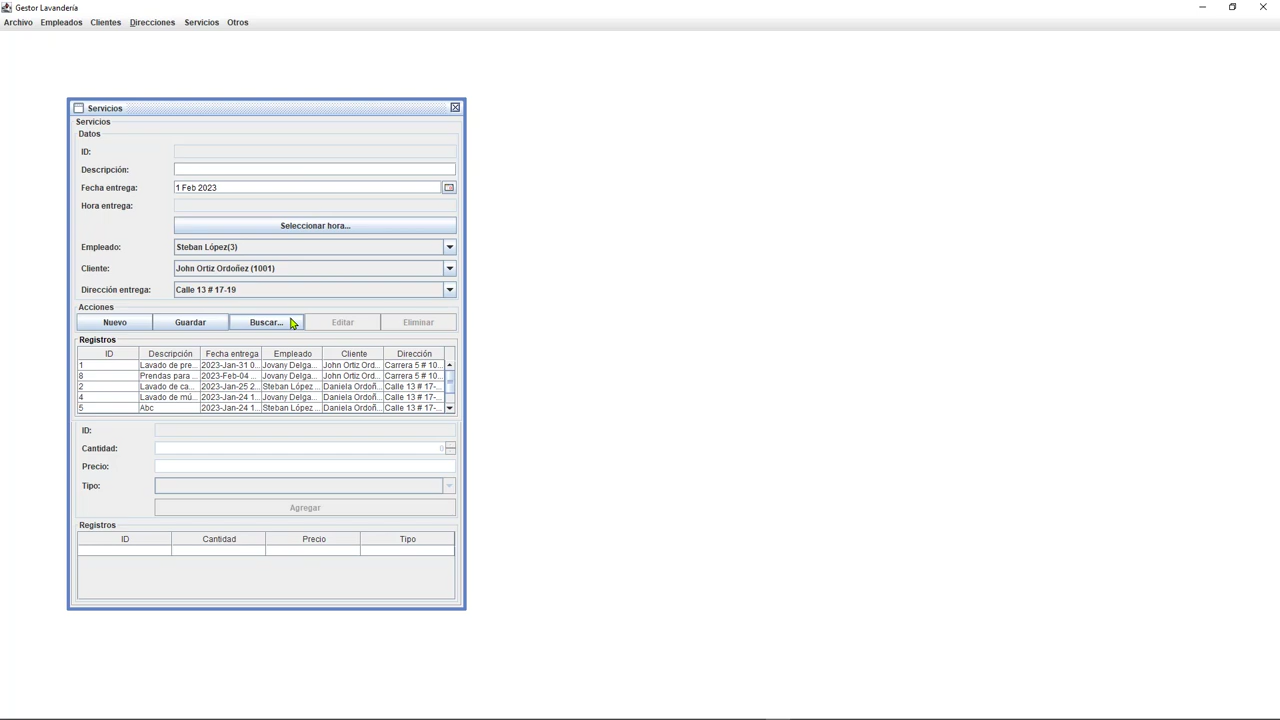 Gestor Lavandería
Archivo Empleados Clientes Direcciones Servicios Otros
Servicios
Servicios
Datos
ID:
Descripción:
Fecha entrega: 1 Feb 2023
Hora entrega:
Seleccionar hora...
Empleado: Steban López(3)
Cliente: John Ortiz Ordoñez (1001)
Dirección entrega: Calle 13 # 17-19
Acciones
Nuevo Guardar Buscar... Editar Eliminar
Registros
ID Descripción Fecha entrega Empleado Cliente Dirección
1 Lavado de pre... 2023-Jan-31 0... Jovany Delga... John Ortiz Ord... Carrera 5 # 10...
8 Prendas para ... 2023-Feb-04 ... Jovany Delga... John Ortiz Ord... Carrera 5 # 10...
2 Lavado de ca... 2023-Jan-25 2... Steban López ... Daniela Ordoñ... Calle 13 # 17-...
4 Lavado de mú... 2023-Jan-24 1... Jovany Delga... Daniela Ordoñ... Calle 13 # 17-...
5 Abc 2023-Jan-24 1... Steban López ... Daniela Ordoñ... Calle 13 # 17-...
ID:
Cantidad: 0
Precio:
Tipo:
Agregar
Registros
ID Cantidad Precio Tipo